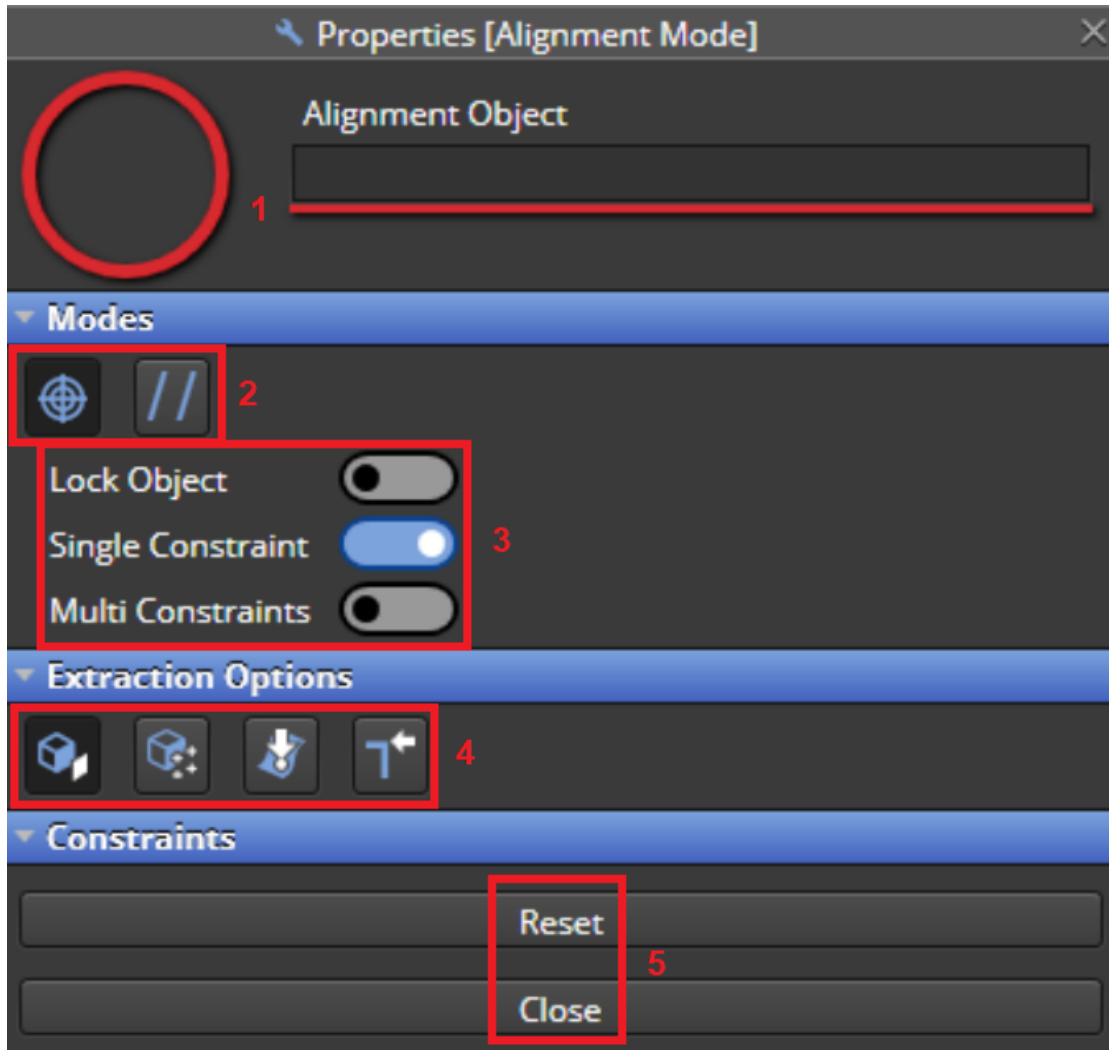 Properties [Alignment Mode]
Alignment Object
1
Modes
2
Lock Object
Single Constraint
3
Multi Constraints
Extraction Options
4
Constraints
Reset
5
Close